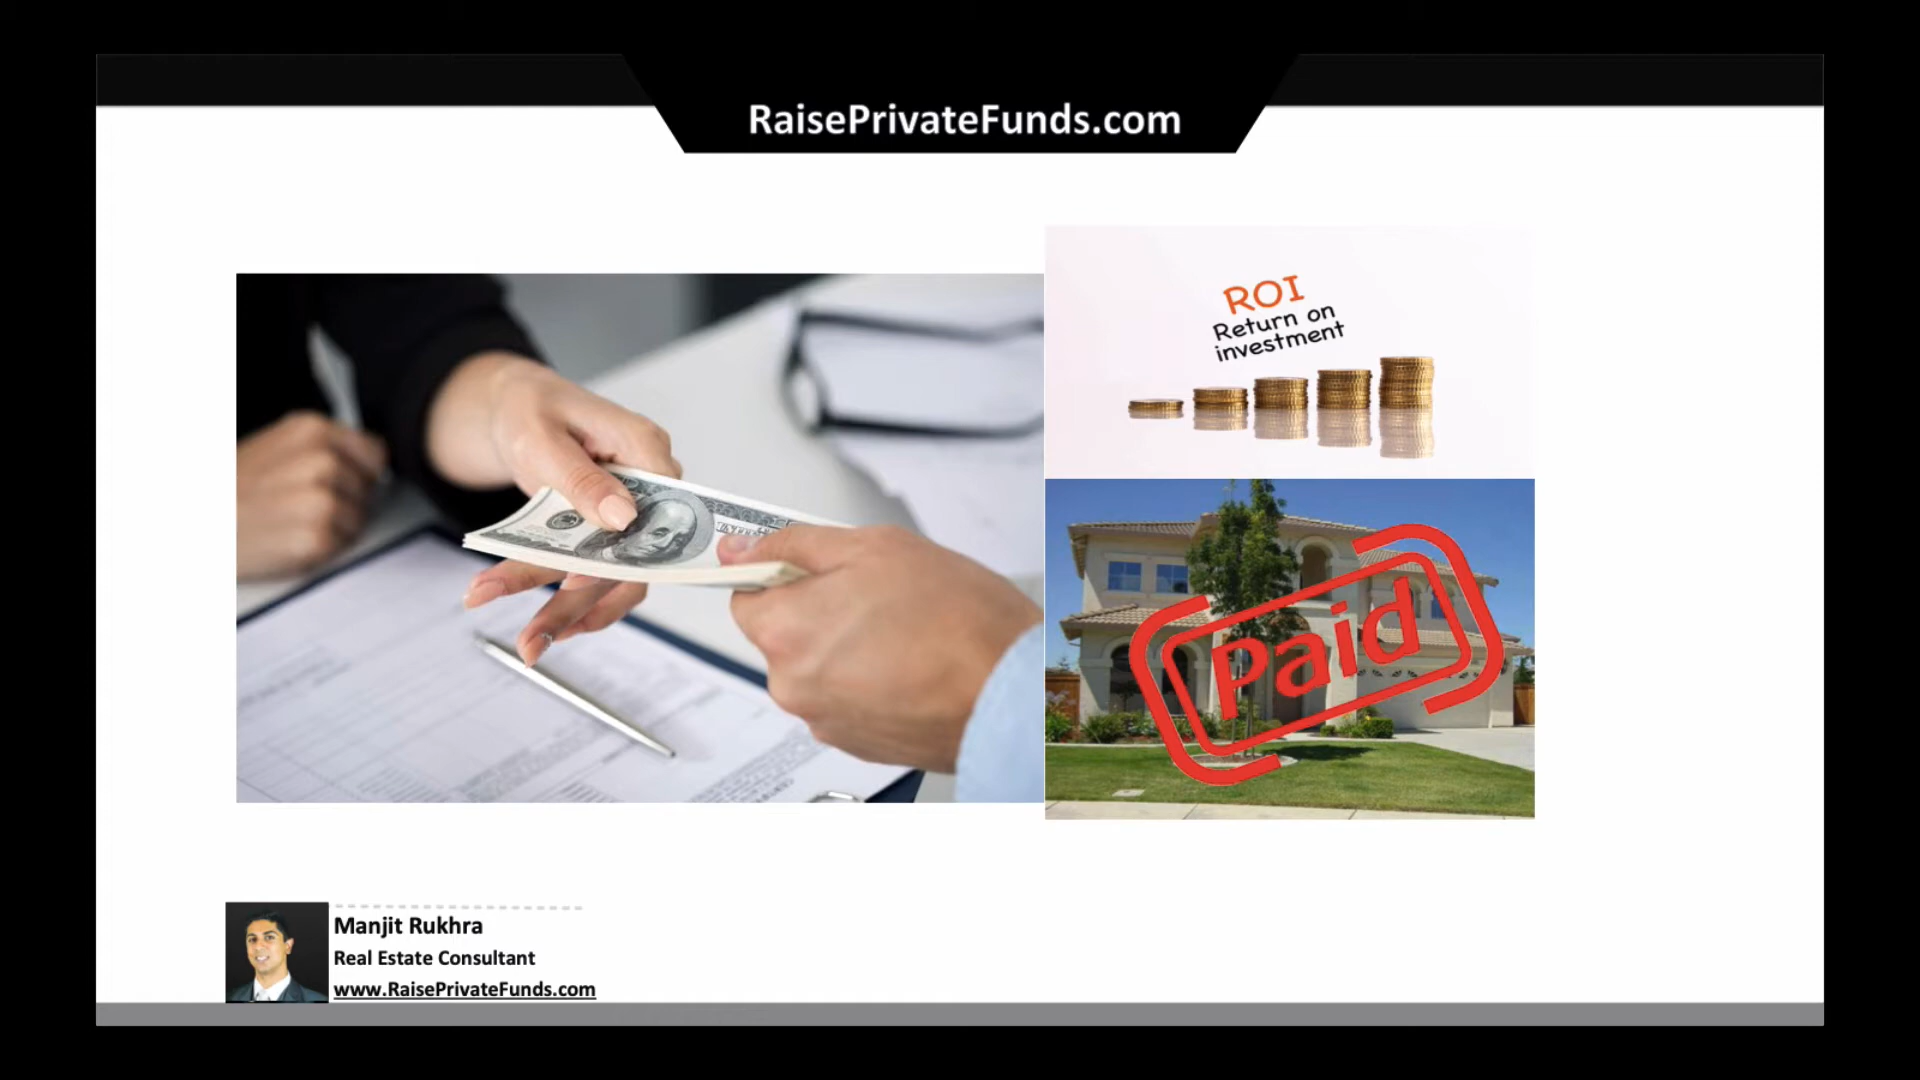 RaisePrivateFunds.com
ROI
Return on
investment
Paid
Manjit Rukhra
Real Estate Consultant
www.RaisePrivateFunds.com